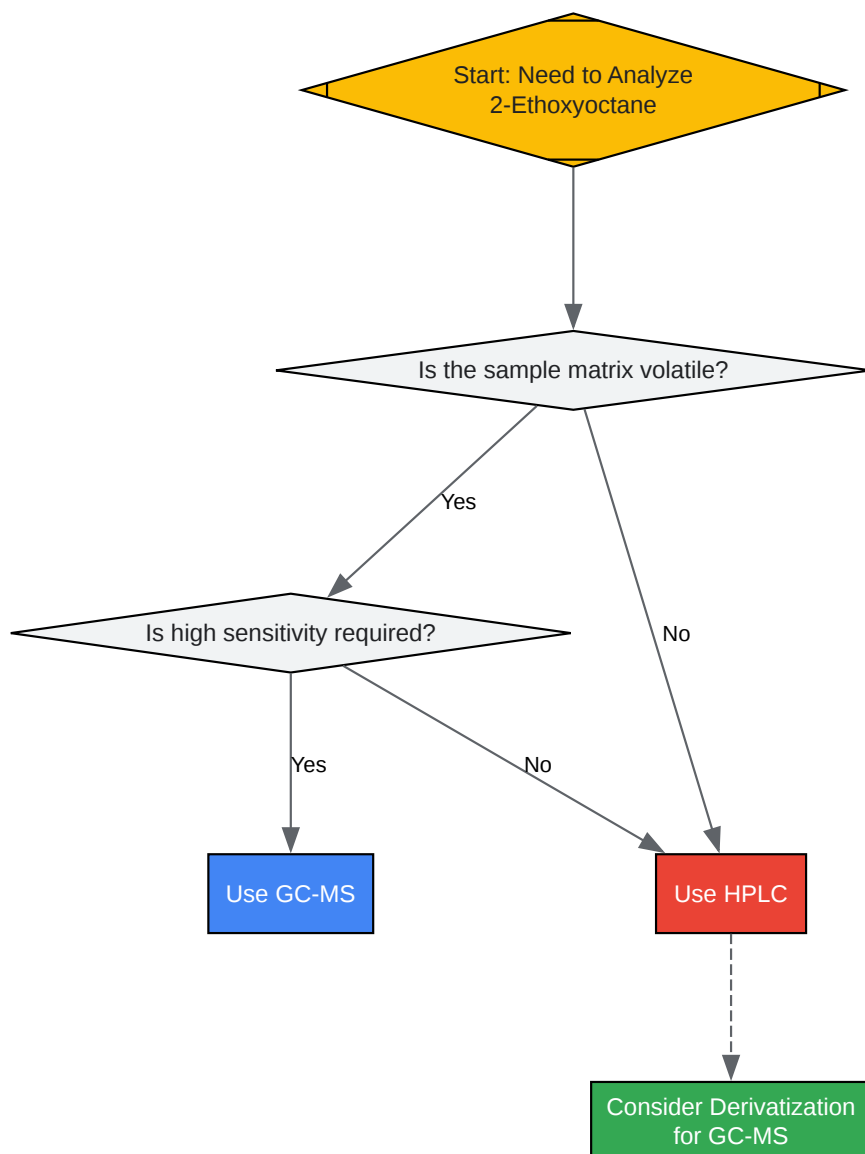 Start: Need to Analyze
2-Ethoxyoctane
Is the sample matrix volatile?
Yes
Is high sensitivity required?
No
Yes
No
Use GC-MS
Use HPLC
Consider Derivatization
for GC-MS